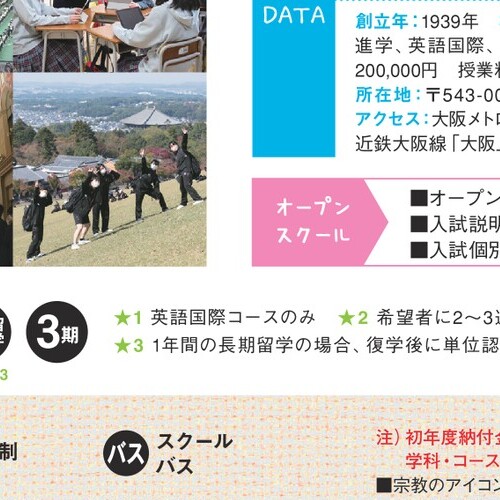 DATA
創立年：1939年
進学、英語国際、
200,000円 授業料
所在地：〒543-00
アクセス：大阪メトロ
近鉄大阪線「大阪
オープン
スクール
■オープン
■入試説明
■入試個別
3期
★1 英語国際コースのみ ★2 希望者に2～3週
★3 1年間の長期留学の場合、復学後に単位認
3
制
バス スクール
バス
注）初年度納付金
学科・コース
■宗教のアイコン